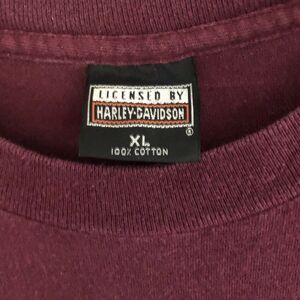 LICENSED BY
HARLEY-DAVIDSON
®
XL
100% COTTON